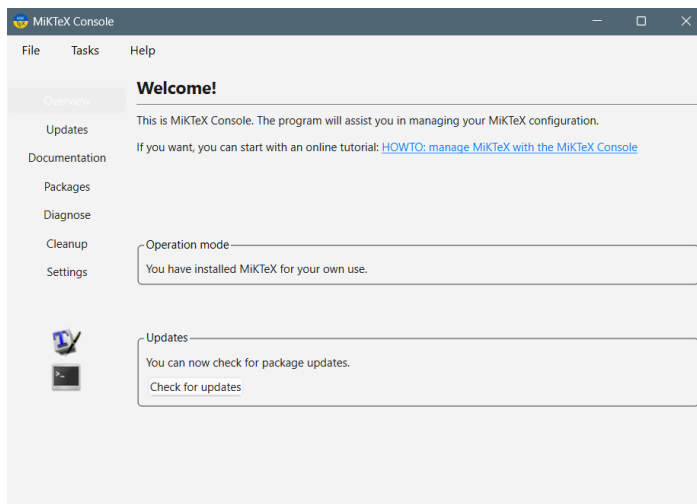 MiKTeX Console
File Tasks Help
Overview
Updates
Documentation
Packages
Diagnose
Cleanup
Settings
Welcome!
This is MiKTeX Console. The program will assist you in managing your MiKTeX configuration.
If you want, you can start with an online tutorial: HOWTO: manage MiKTeX with the MiKTeX Console
Operation mode
You have installed MiKTeX for your own use.
Updates
You can now check for package updates.
Check for updates